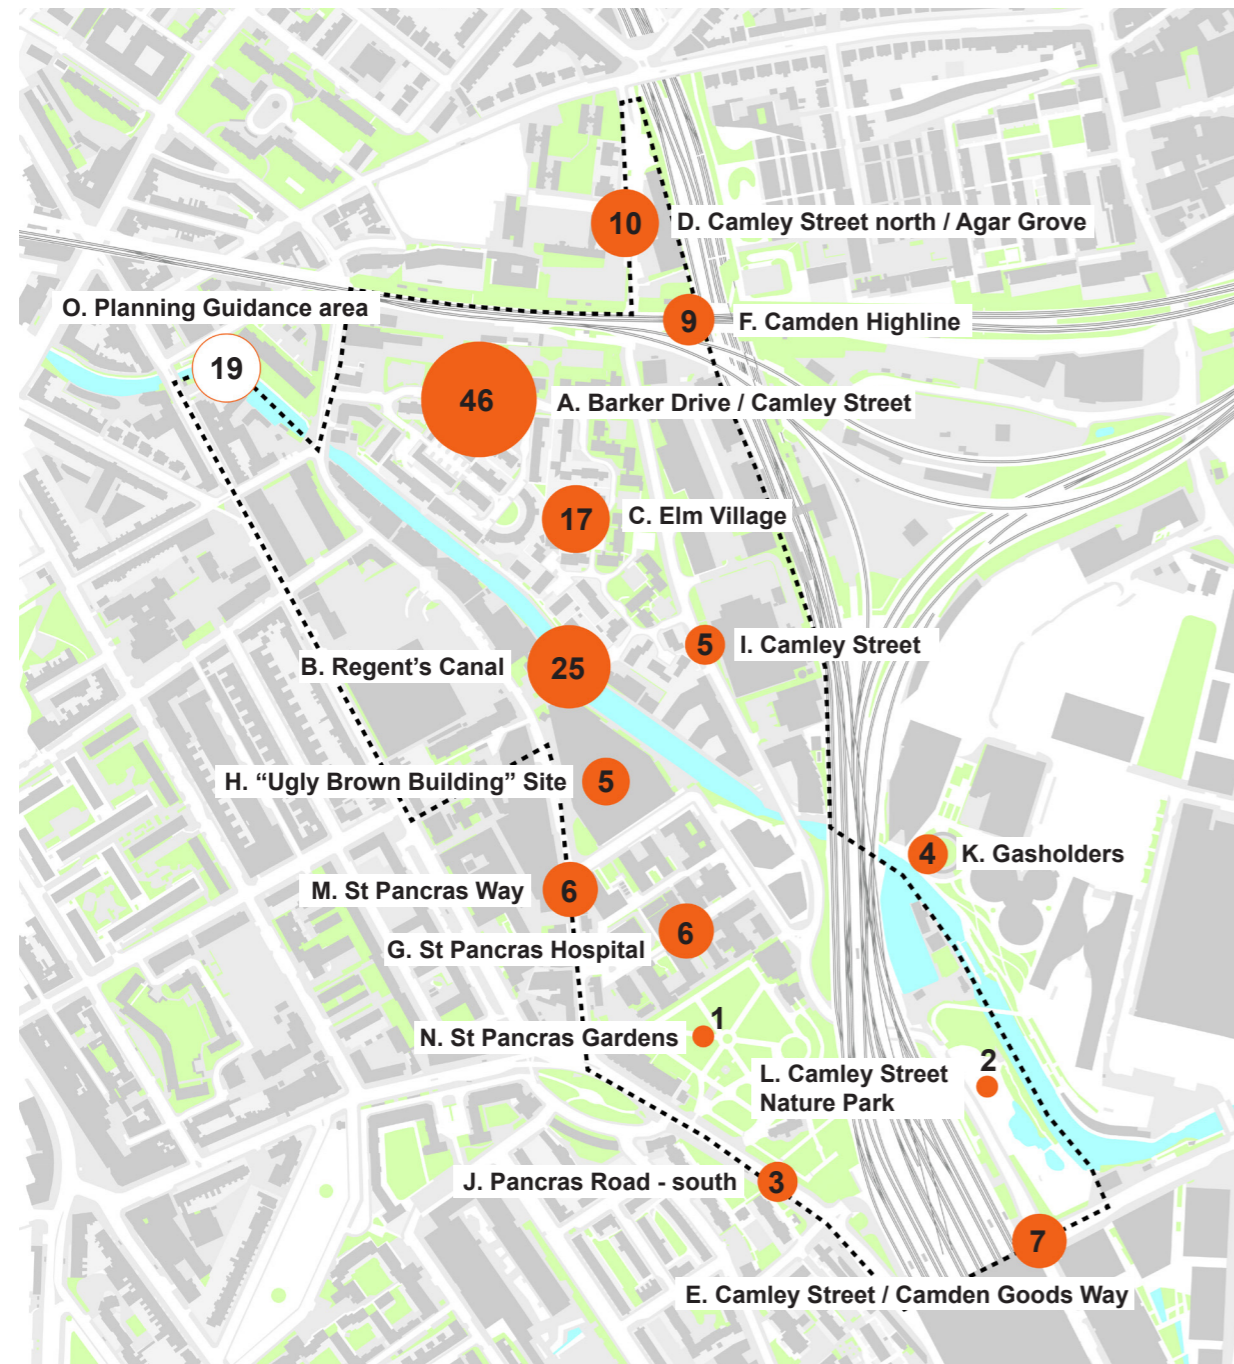 10
D. Camley Street north / Agar Grove
O. Planning Guidance area
9
F. Camden Highline
19
46
A. Barker Drive / Camley Street
17
C. Elm Village
5
I. Camley Street
B. Regent's Canal
25
H. “Ugly Brown Building” Site
5
4
K. Gasholders
M. St Pancras Way
6
G. St Pancras Hospital
6
N. St Pancras Gardens
1
L. Camley Street
Nature Park
2
J. Pancras Road - south
3
7
E. Camley Street / Camden Goods Way